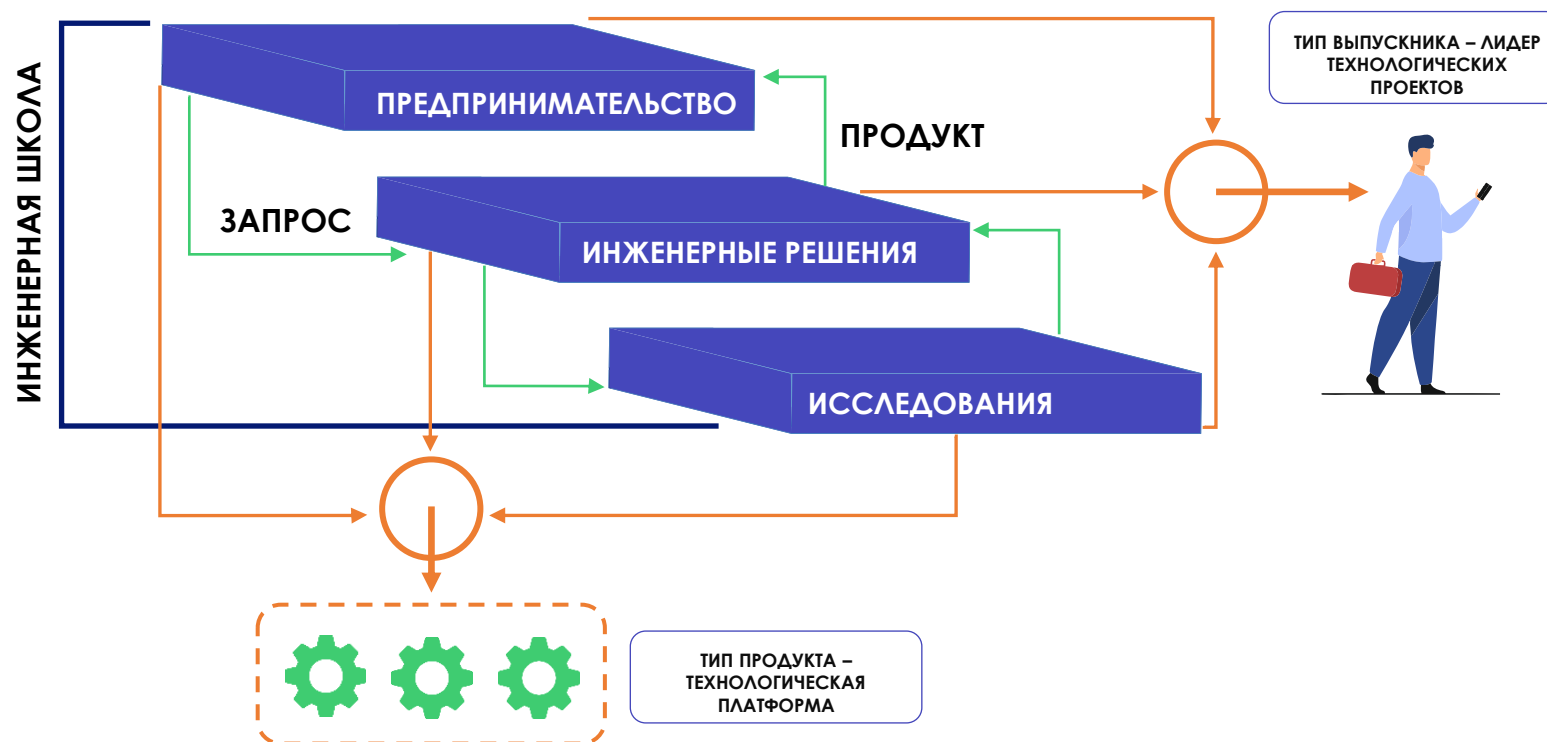 ИНЖЕНЕРНАЯ ШКОЛА
ПРЕДПРИНИМАТЕЛЬСТВО
ТИП ВЫПУСКНИКА – ЛИДЕР
ТЕХНОЛОГИЧЕСКИХ
ПРОЕКТОВ
ПРОДУКТ
ЗАПРОС
ИНЖЕНЕРНЫЕ РЕШЕНИЯ
ИССЛЕДОВАНИЯ
ТИП ПРОДУКТА –
ТЕХНОЛОГИЧЕСКАЯ
ПЛАТФОРМА